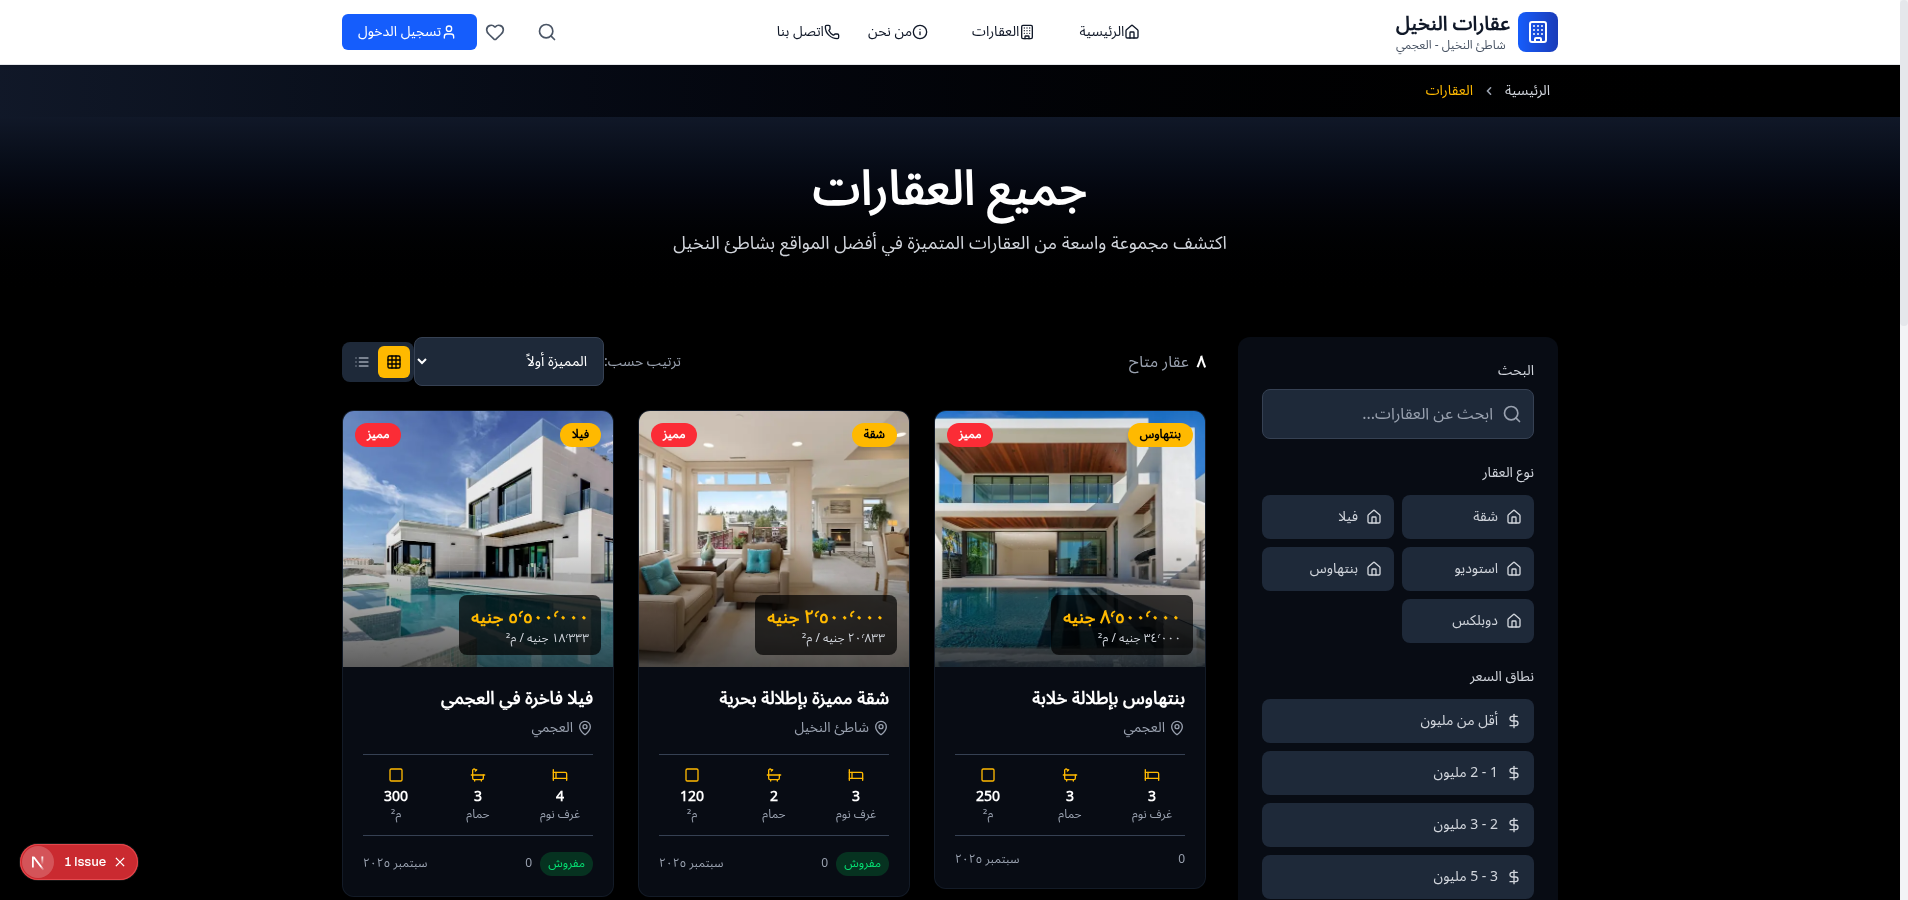 عقارات النخيل
شاطئ النخيل - العجمي
الرئيسية
العقارات
من نحن
اتصل بنا
تسجيل الدخول
الرئيسية
العقارات
جميع العقارات
اكتشف مجموعة واسعة من العقارات المتميزة في أفضل المواقع بشاطئ النخيل
البحث
ابحث عن العقارات...
نوع العقار
شقة
فيلا
استوديو
بنتهاوس
دوبلكس
نطاق السعر
أقل من مليون
1 - 2 مليون
2 - 3 مليون
3 - 5 مليون
٨ عقار متاح
ترتيب حسب:
المميزة أولاً
بنتهاوس
مميز
٨٬٥٠٠٬٠٠٠ جنيه
٣٤٬٠٠٠ جنيه / م²
بنتهاوس بإطلالة خلابة
العجمي
3
غرف نوم
3
حمام
250
م²
0
سبتمبر ٢٠٢٥
شقة
مميز
٢٬٥٠٠٬٠٠٠ جنيه
٢٠٬٨٣٣ جنيه / م²
شقة مميزة بإطلالة بحرية
شاطئ النخيل
3
غرف نوم
2
حمام
120
م²
مفروش
0
سبتمبر ٢٠٢٥
فيلا
مميز
٥٬٥٠٠٬٠٠٠ جنيه
١٨٬٣٣٣ جنيه / م²
فيلا فاخرة في العجمي
العجمي
4
غرف نوم
3
حمام
300
م²
مفروش
0
سبتمبر ٢٠٢٥
N
1 Issue